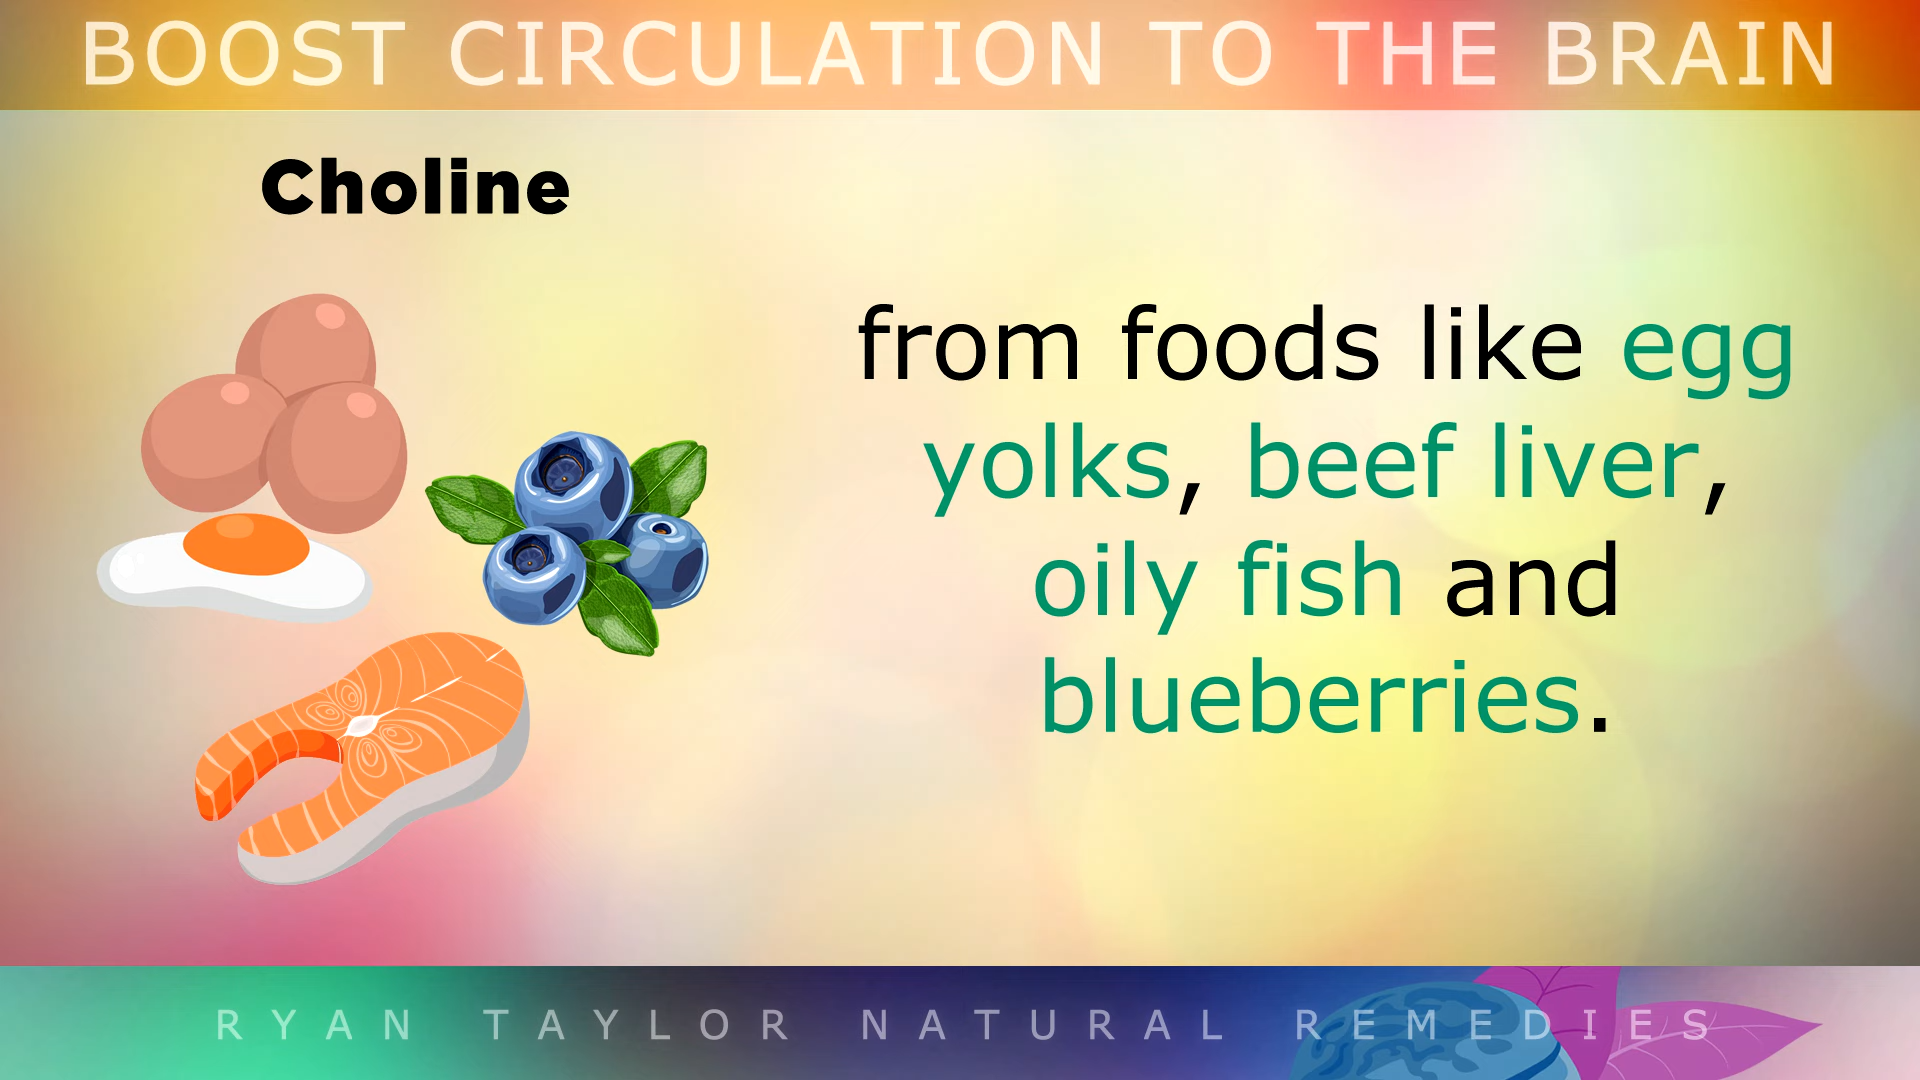 BOOST CIRCULATION TO THE BRAIN
Choline
from foods like egg
yolks, beef liver,
oily fish and
blueberries.
RYAN TAYLOR NATURAL REMEDIES